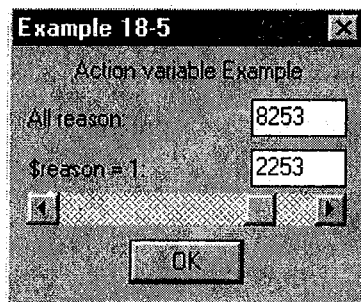 Example 18-5
Action variable Example
All reason: 8253
$reason = 1: 2253
OK